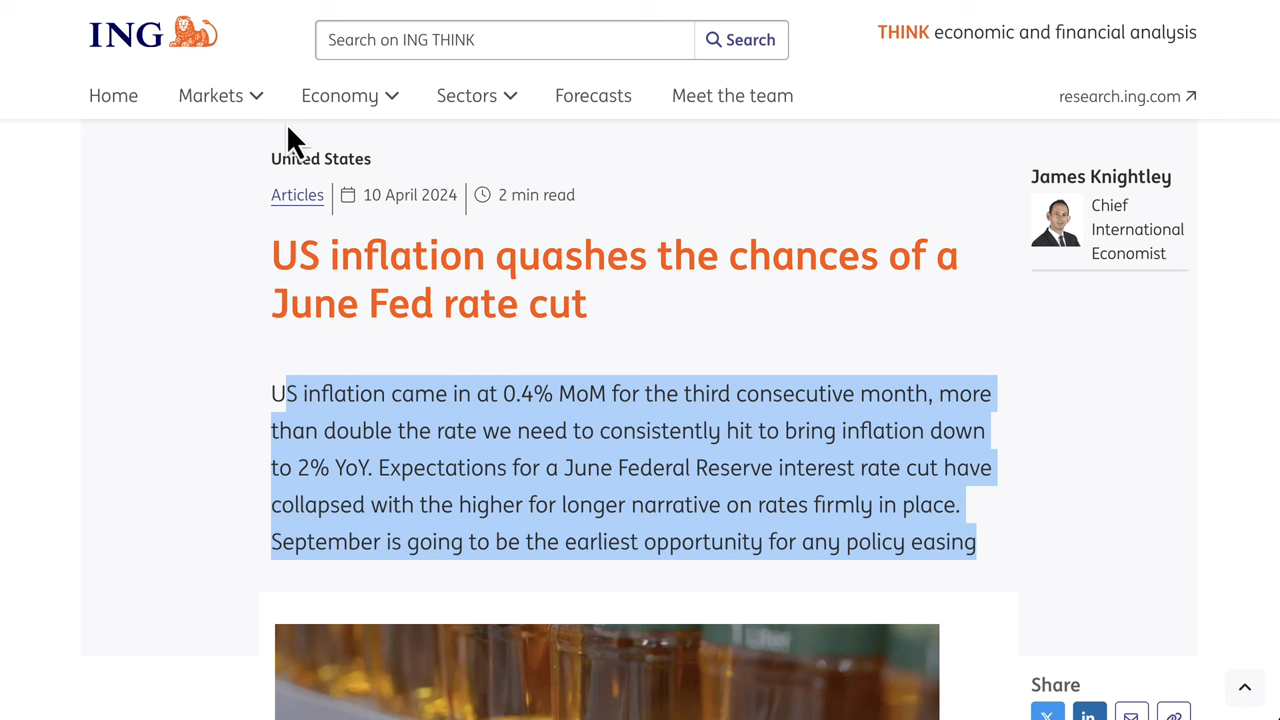 ING
Search on ING THINK
Search
THINK economic and financial analysis
Home
Markets
Economy
Sectors
Forecasts
Meet the team
research.ing.com
United States
Articles
10 April 2024
2 min read
US inflation quashes the chances of a
June Fed rate cut
James Knightley
Chief
International
Economist
US inflation came in at 0.4% MoM for the third consecutive month, more
than double the rate we need to consistently hit to bring inflation down
to 2% YoY. Expectations for a June Federal Reserve interest rate cut have
collapsed with the higher for longer narrative on rates firmly in place.
September is going to be the earliest opportunity for any policy easing
Share